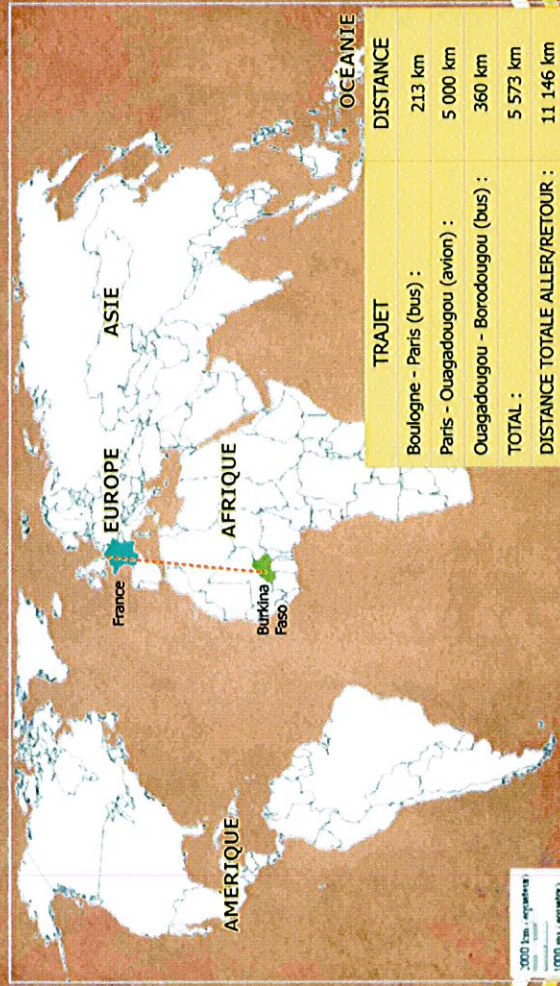 OCÉANIE
ASIE
EUROPE
France
AFRIQUE
Burkina
Faso
AMÉRIQUE
TRAJET DISTANCE
Boulogne - Paris (bus) : 213 km
Paris - Ouagadougou (avion) : 5 000 km
Ouagadougou - Borodougou (bus) : 360 km
TOTAL : 5 573 km
DISTANCE TOTALE ALLER/RETOUR : 11 146 km